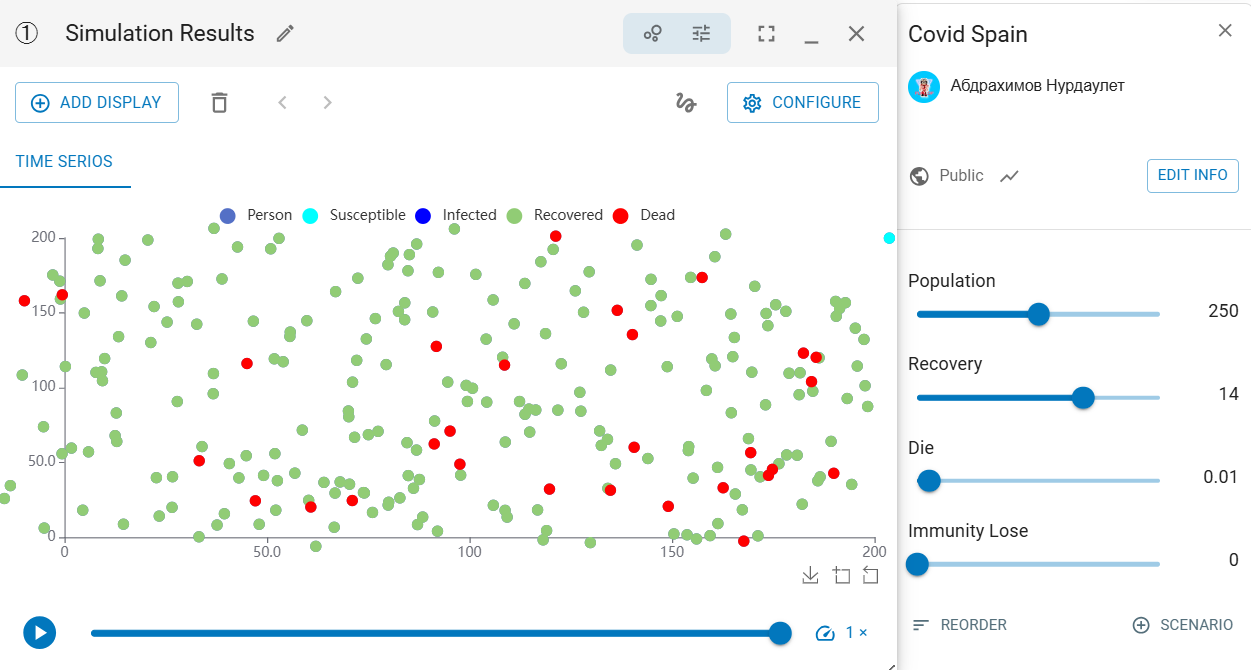 ① Simulation Results
ADD DISPLAY
CONFIGURE
TIME SERIOS
Person Susceptible Infected Recovered Dead
200
150
100
50.0
0
0 50.0 100 150 200
1 ×
Covid Spain
Абдрахимов Нурдаулет
Public
EDIT INFO
Population
250
Recovery
14
Die
0.01
Immunity Lose
0
REORDER
SCENARIO